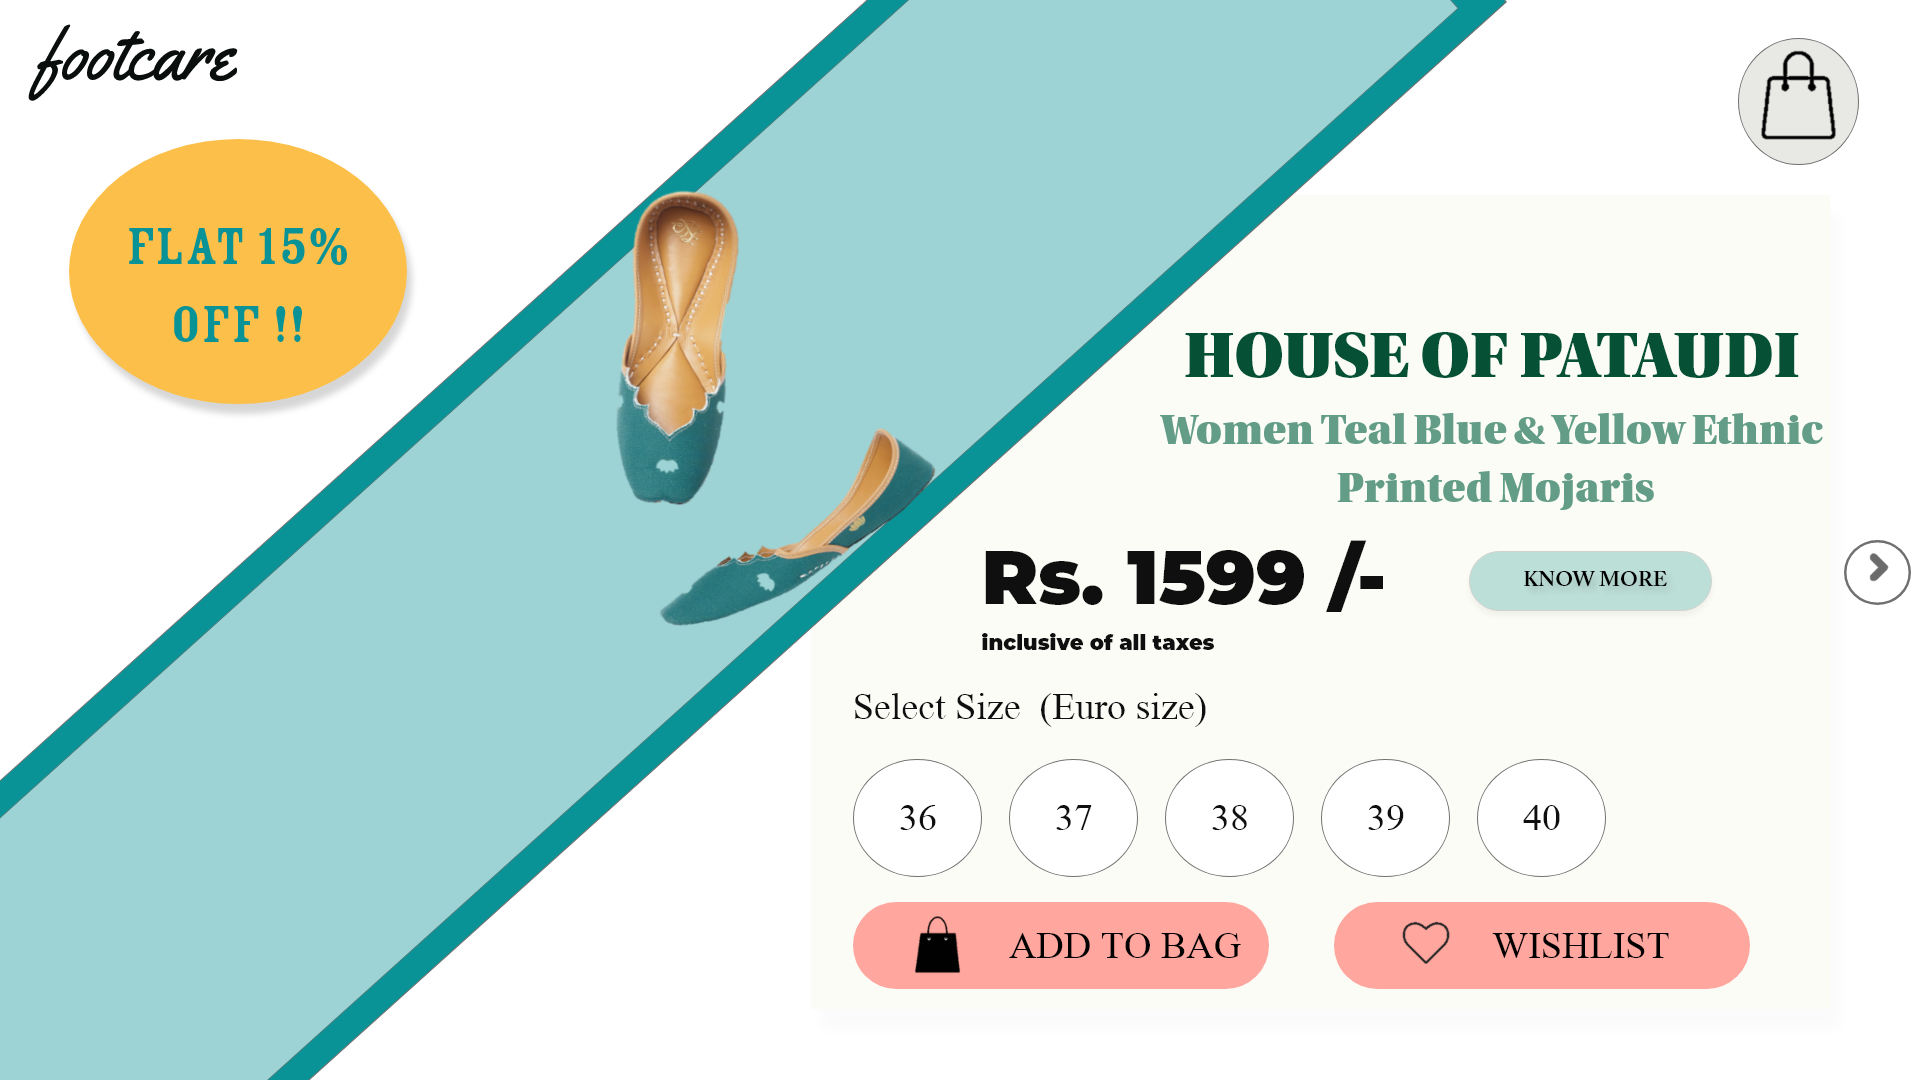 footcare
FLAT 15%
OFF !!
HOUSE OF PATAUDI
Women Teal Blue & Yellow Ethnic
Printed Mojaris
Rs. 1599 /-
KNOW MORE
inclusive of all taxes
Select Size (Euro size)
36 37 38 39 40
ADD TO BAG WISHLIST